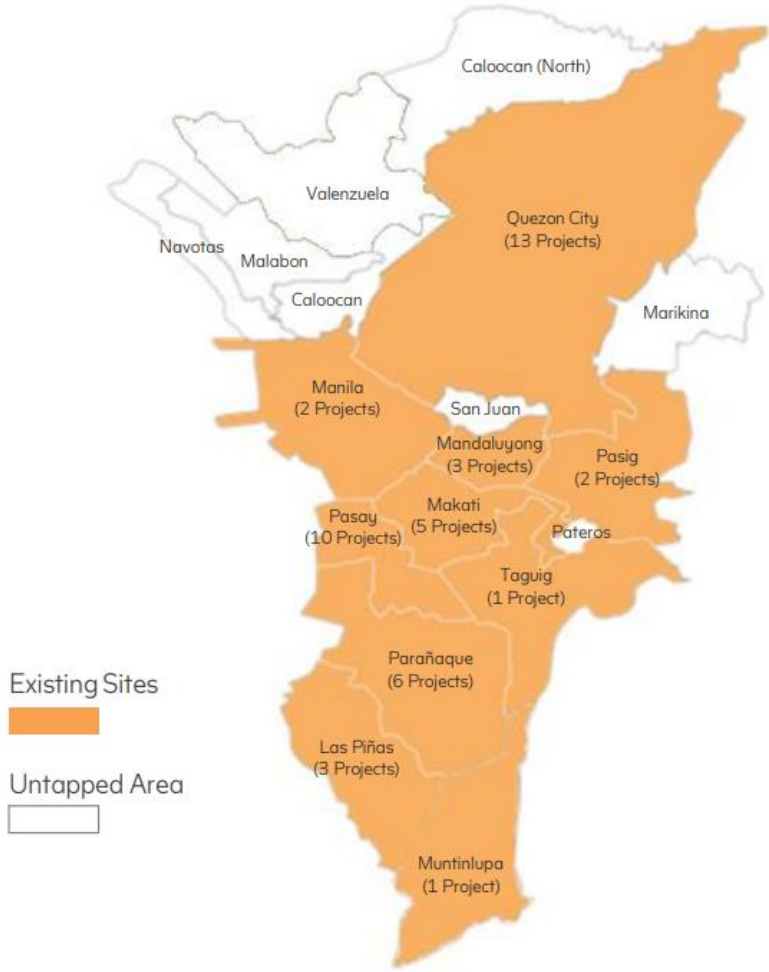 Caloocan (North)
Valenzuela
Quezon City
(13 Projects)
Navotas
Malabon
Caloocan
Marikina
Manila
(2 Projects)
San Juan
Mandaluyong
(3 Projects)
Pasig
(2 Projects)
Makati
(5 Projects)
Pasay
(10 Projects)
Pateros
Taguig
(1 Project)
Parañaque
(6 Projects)
Existing Sites
Las Piñas
(3 Projects)
Untapped Area
Muntinlupa
(1 Project)